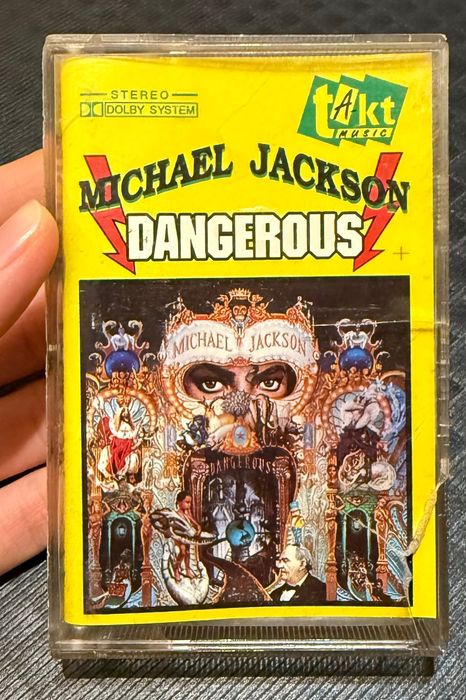 STEREO
DOLBY SYSTEM
tAkt
MUSIC
MICHAEL JACKSON
DANGEROUS
MICHAEL JACKSON
DANGEROUS